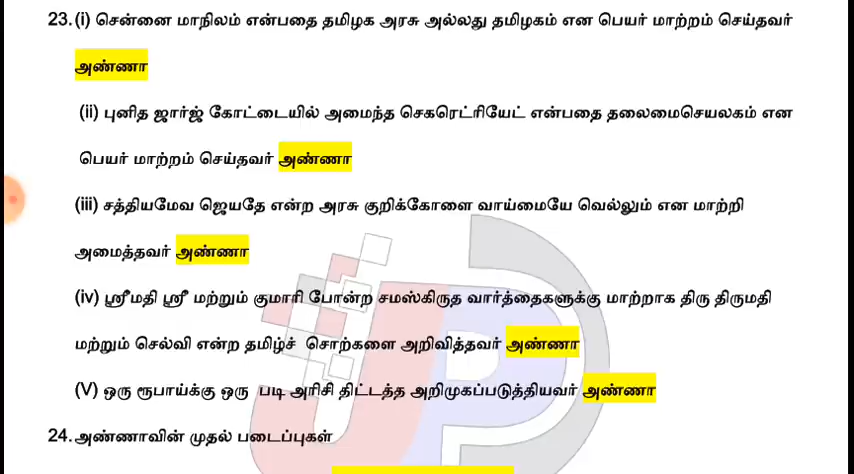 23.(i) சென்னை மாநிலம் என்பதை தமிழக அரசு அல்லது தமிழகம் என பெயர் மாற்றம் செய்தவர்
அண்ணா
(ii) புனித ஜார்ஜ் கோட்டையில் அமைந்த செகரெட்ரியேட் என்பதை தலைமைசெயலகம் என
பெயர் மாற்றம் செய்தவர் அண்ணா
(iii) சத்தியமேவ ஜெயதே என்ற அரசு குறிக்கோளை வாய்மையே வெல்லும் என மாற்றி
அமைத்தவர் அண்ணா
(iv) ஸ்ரீமதி ஸ்ரீ மற்றும் குமாரி போன்ற சமஸ்கிருத வார்த்தைகளுக்கு மாற்றாக திரு திருமதி
மற்றும் செல்வி என்ற தமிழ்ச் சொற்களை அறிவித்தவர் அண்ணா
(V) ஒரு ரூபாய்க்கு ஒரு படி அரிசி திட்டத்த அறிமுகப்படுத்தியவர் அண்ணா
24.அண்ணாவின் முதல் படைப்புகள்